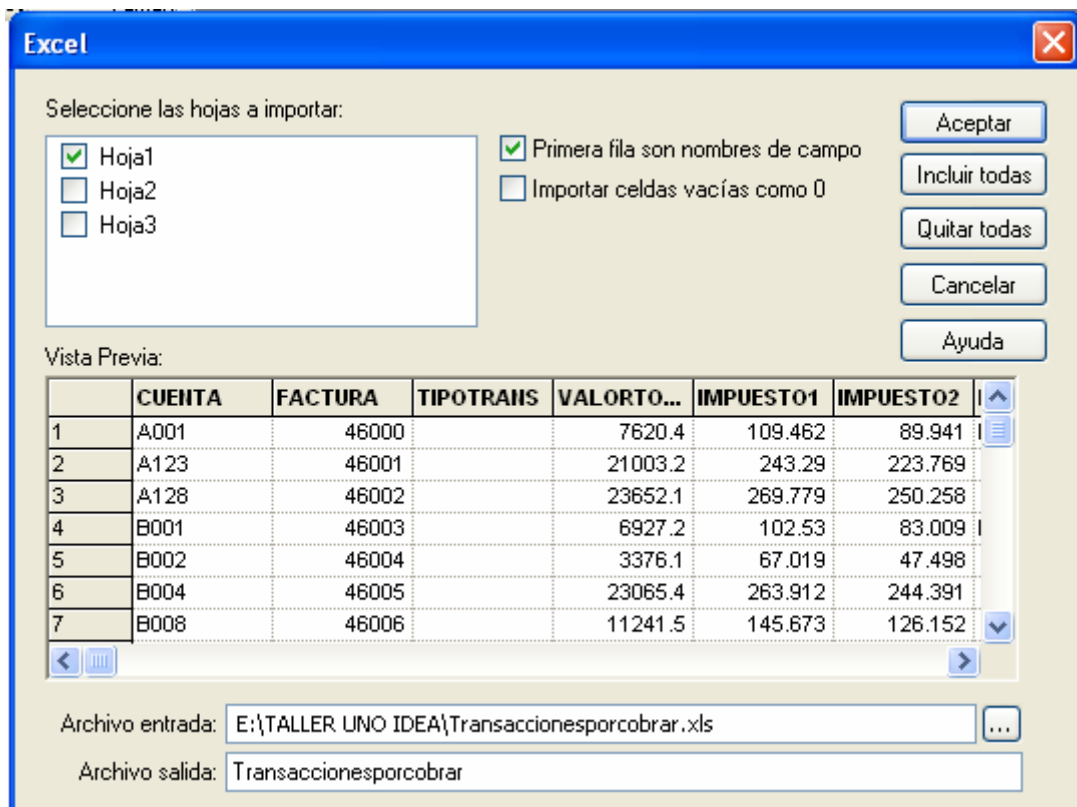 Excel
Seleccione las hojas a importar:
Hoja1
Hoja2
Hoja3
Primera fila son nombres de campo
Importar celdas vacías como 0
Aceptar
Incluir todas
Quitar todas
Cancelar
Ayuda
Vista Previa:
CUENTA FACTURA TIPOTRANS VALORTO... IMPUESTO1 IMPUESTO2
1 A001 46000 7620.4 109.462 89.941
2 A123 46001 21003.2 243.29 223.769
3 A128 46002 23652.1 269.779 250.258
4 B001 46003 6927.2 102.53 83.009
5 B002 46004 3376.1 67.019 47.498
6 B004 46005 23065.4 263.912 244.391
7 B008 46006 11241.5 145.673 126.152
Archivo entrada: E:\TALLER UNO IDEA\Transaccionesporcobrar.xls ...
Archivo salida: Transaccionesporcobrar